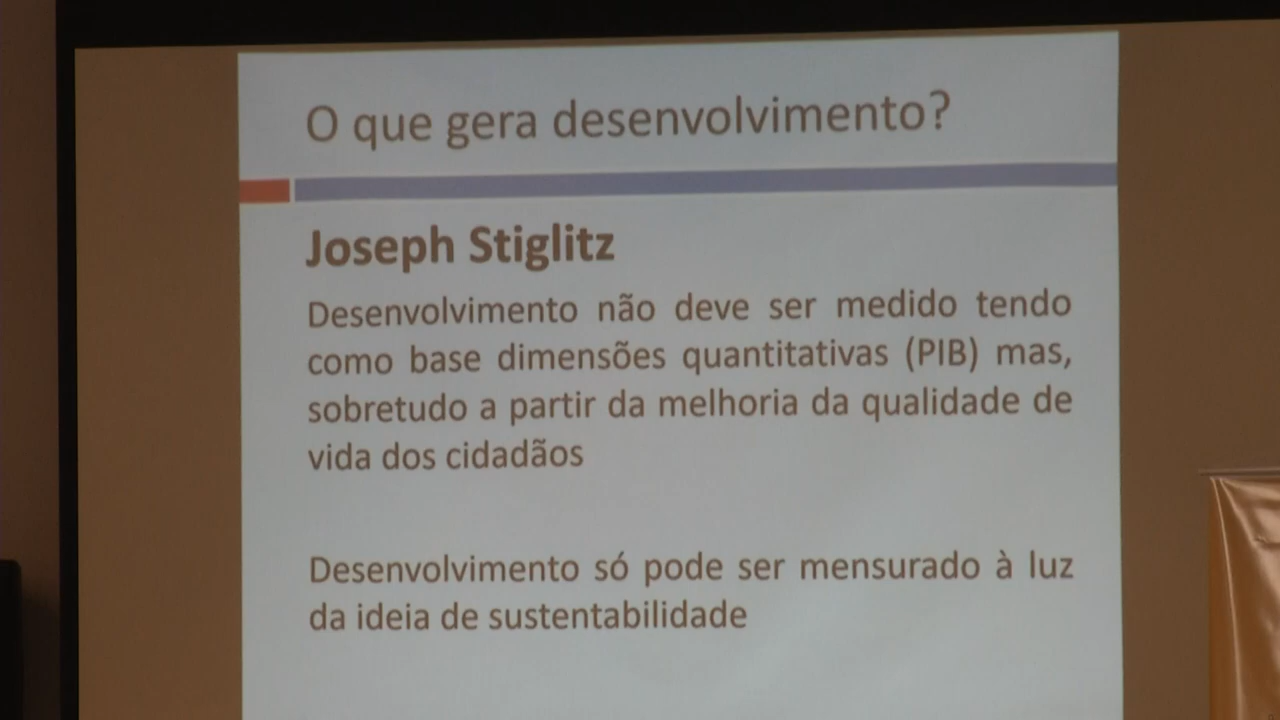 O que gera desenvolvimento?
Joseph Stiglitz
Desenvolvimento não deve ser medido tendo
como base dimensões quantitativas (PIB) mas,
sobretudo a partir da melhoria da qualidade de
vida dos cidadãos
Desenvolvimento só pode ser mensurado à luz
da ideia de sustentabilidade